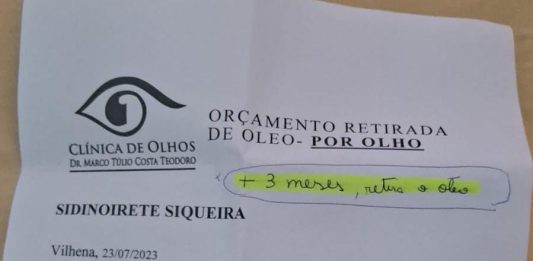 CLÍNICA DE OLHOS
DR. MARCO TÚLIO COSTA TEODORO
ORÇAMENTO RETIRADA
DE OLEO- POR OLHO
+ 3 meses, retira o óleo
SIDINOIRETE SIQUEIRA
Vilhena, 23/07/2023